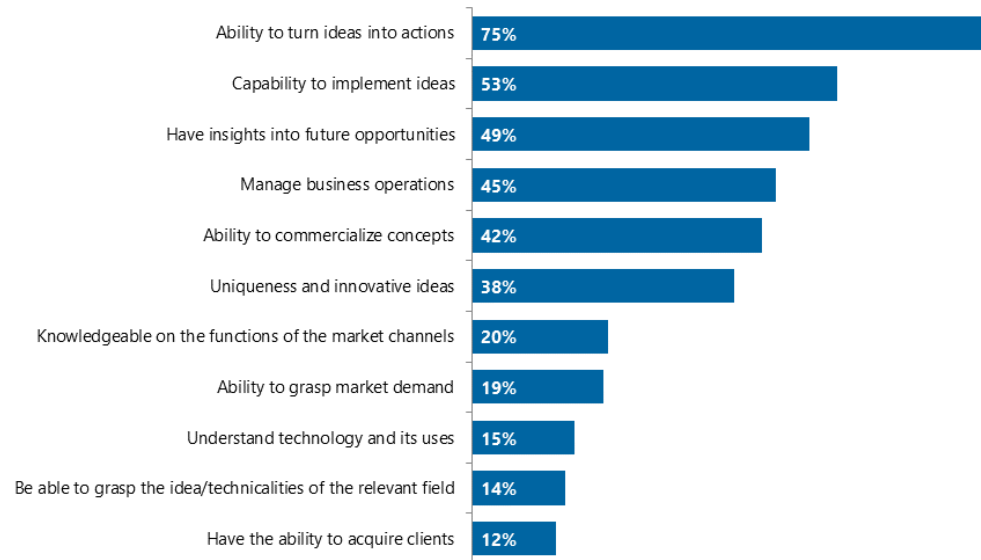 Ability to turn ideas into actions 75%
Capability to implement ideas 53%
Have insights into future opportunities 49%
Manage business operations 45%
Ability to commercialize concepts 42%
Uniqueness and innovative ideas 38%
Knowledgeable on the functions of the market channels 20%
Ability to grasp market demand 19%
Understand technology and its uses 15%
Be able to grasp the idea/technicalities of the relevant field 14%
Have the ability to acquire clients 12%